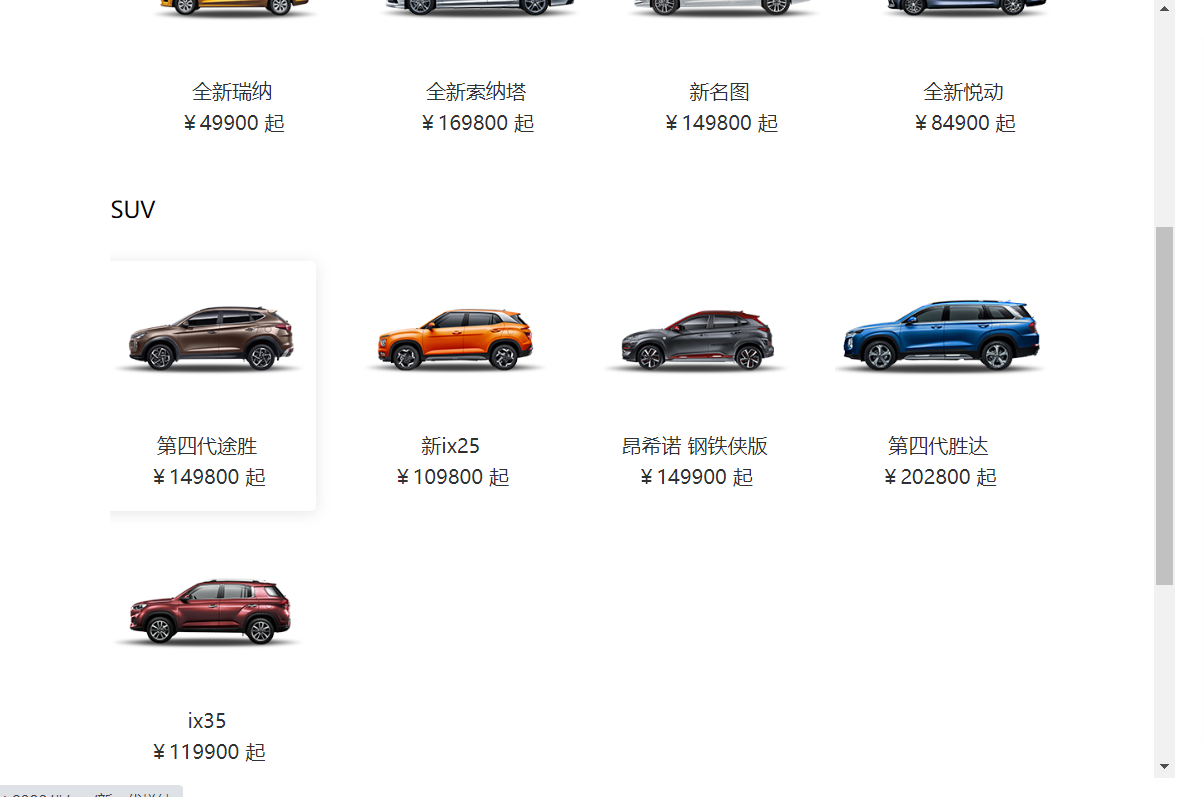 全新瑞纳 全新索纳塔 新名图 全新悦动
¥49900 起 ¥169800 起 ¥149800 起 ¥84900 起
SUV
第四代途胜 新ix25 昂希诺 钢铁侠版 第四代胜达
¥149800 起 ¥109800 起 ¥149900 起 ¥202800 起
ix35
¥119900 起